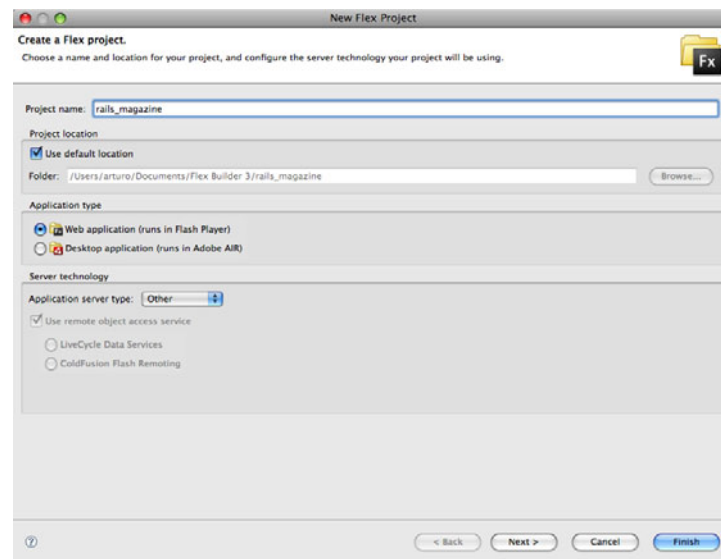 New Flex Project
Create a Flex project.
Choose a name and location for your project, and configure the server technology your project will be using.
Fx
Project name: rails_magazine
Project location
Use default location
Folder: /Users/arturo/Documents/Flex Builder 3/rails_magazine Browse...
Application type
Web application (runs in Flash Player)
Desktop application (runs in Adobe AIR)
Server technology
Application server type: Other
Use remote object access service
LiveCycle Data Services
ColdFusion Flash Remoting
? < Back Next > Cancel Finish